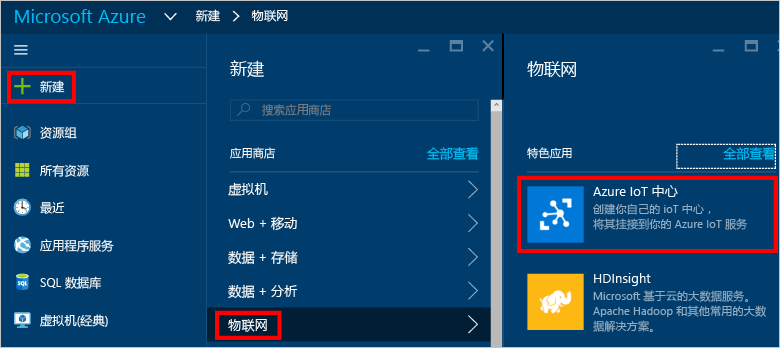 Microsoft Azure 新建 > 物联网
新建
资源组
所有资源
最近
应用程序服务
SQL 数据库
虚拟机(经典)
新建
搜索应用商店
应用商店 全部查看
虚拟机
Web + 移动
数据 + 存储
数据 + 分析
物联网
物联网
特色应用 全部查看
Azure IoT 中心
创建你自己的 ioT 中心，
将其挂接到你的 Azure IoT 服务
HDInsight
Microsoft 基于云的大数据服务。
Apache Hadoop 和其他常用的大数
据解决方案。